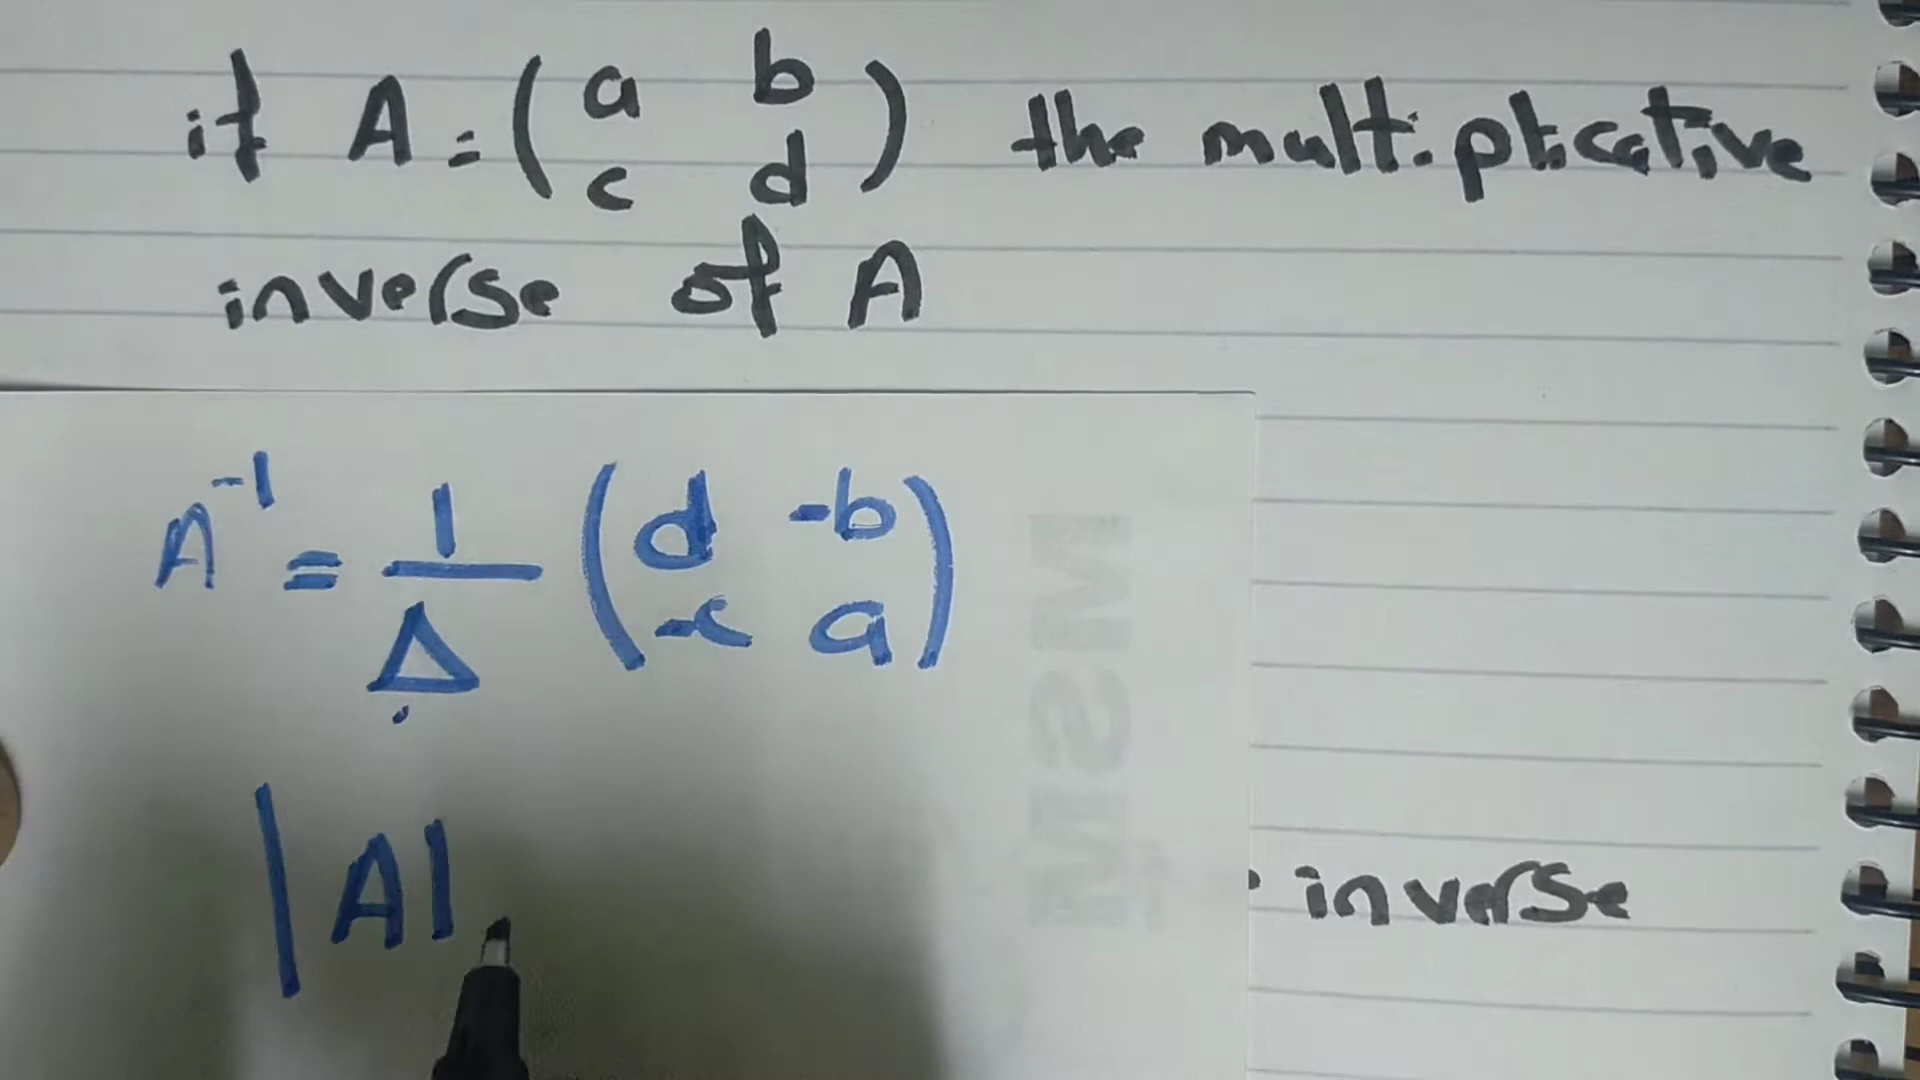 if A = ( a b the multiplicative
c d )
inverse of A
A⁻¹ = 1/Δ ( d -b
-c a )
|A|
inverse